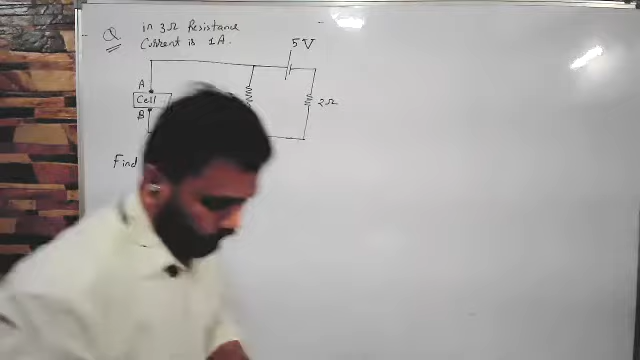 Q in 3Ω Resistance
Current is 1A.
5V
A
Cell
2Ω
B
Find